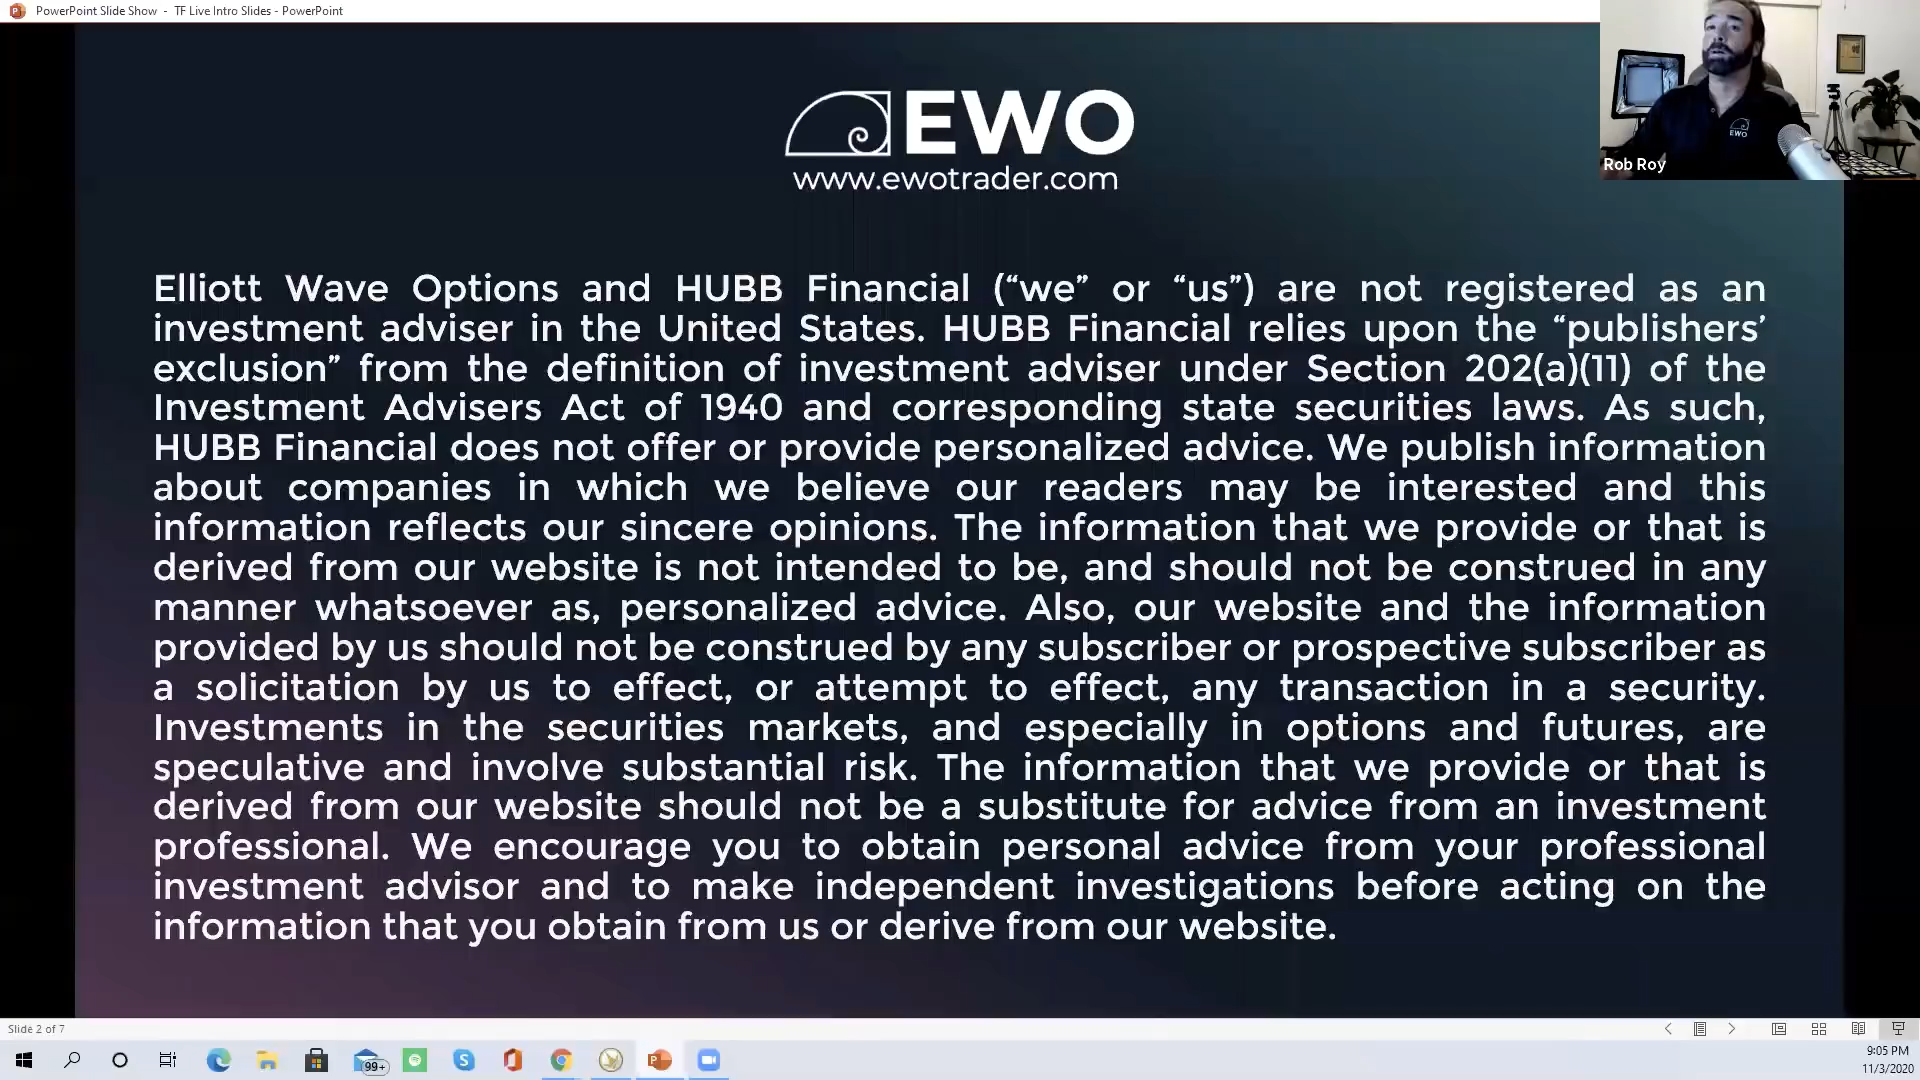 PowerPoint Slide Show - TF Live Intro Slides - PowerPoint
EWO
www.ewotrader.com
EWO
Rob Roy
Elliott Wave Options and HUBB Financial (“we” or “us”) are not registered as an
investment adviser in the United States. HUBB Financial relies upon the “publishers’
exclusion” from the definition of investment adviser under Section 202(a)(11) of the
Investment Advisers Act of 1940 and corresponding state securities laws. As such,
HUBB Financial does not offer or provide personalized advice. We publish information
about companies in which we believe our readers may be interested and this
information reflects our sincere opinions. The information that we provide or that is
derived from our website is not intended to be, and should not be construed in any
manner whatsoever as, personalized advice. Also, our website and the information
provided by us should not be construed by any subscriber or prospective subscriber as
a solicitation by us to effect, or attempt to effect, any transaction in a security.
Investments in the securities markets, and especially in options and futures, are
speculative and involve substantial risk. The information that we provide or that is
derived from our website should not be a substitute for advice from an investment
professional. We encourage you to obtain personal advice from your professional
investment advisor and to make independent investigations before acting on the
information that you obtain from us or derive from our website.
Slide 2 of 7
99+
9:05 PM
11/3/2020